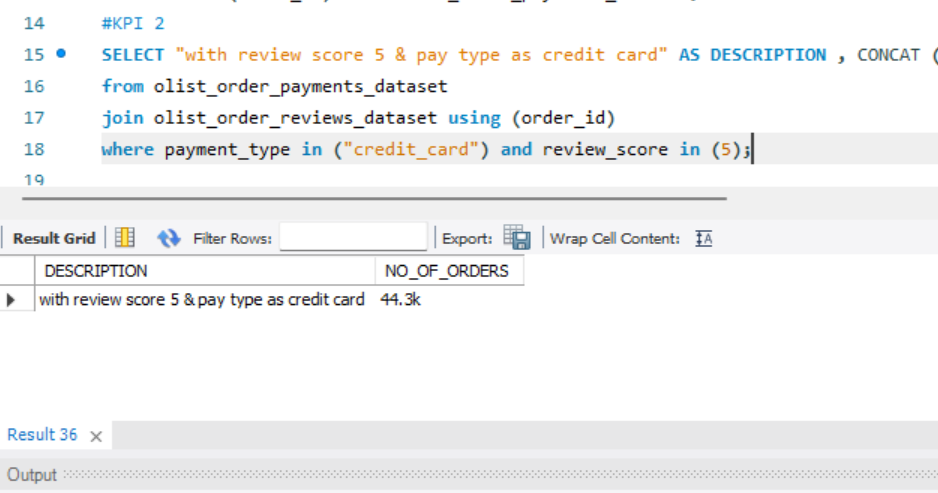 14 #KPI 2
15 SELECT "with review score 5 & pay type as credit card" AS DESCRIPTION , CONCAT (
16 from olist_order_payments_dataset
17 join olist_order_reviews_dataset using (order_id)
18 where payment_type in ("credit_card") and review_score in (5);
19
Result Grid Filter Rows: Export: Wrap Cell Content: IA
DESCRIPTION NO_OF_ORDERS
with review score 5 & pay type as credit card 44.3k
Result 36 ×
Output